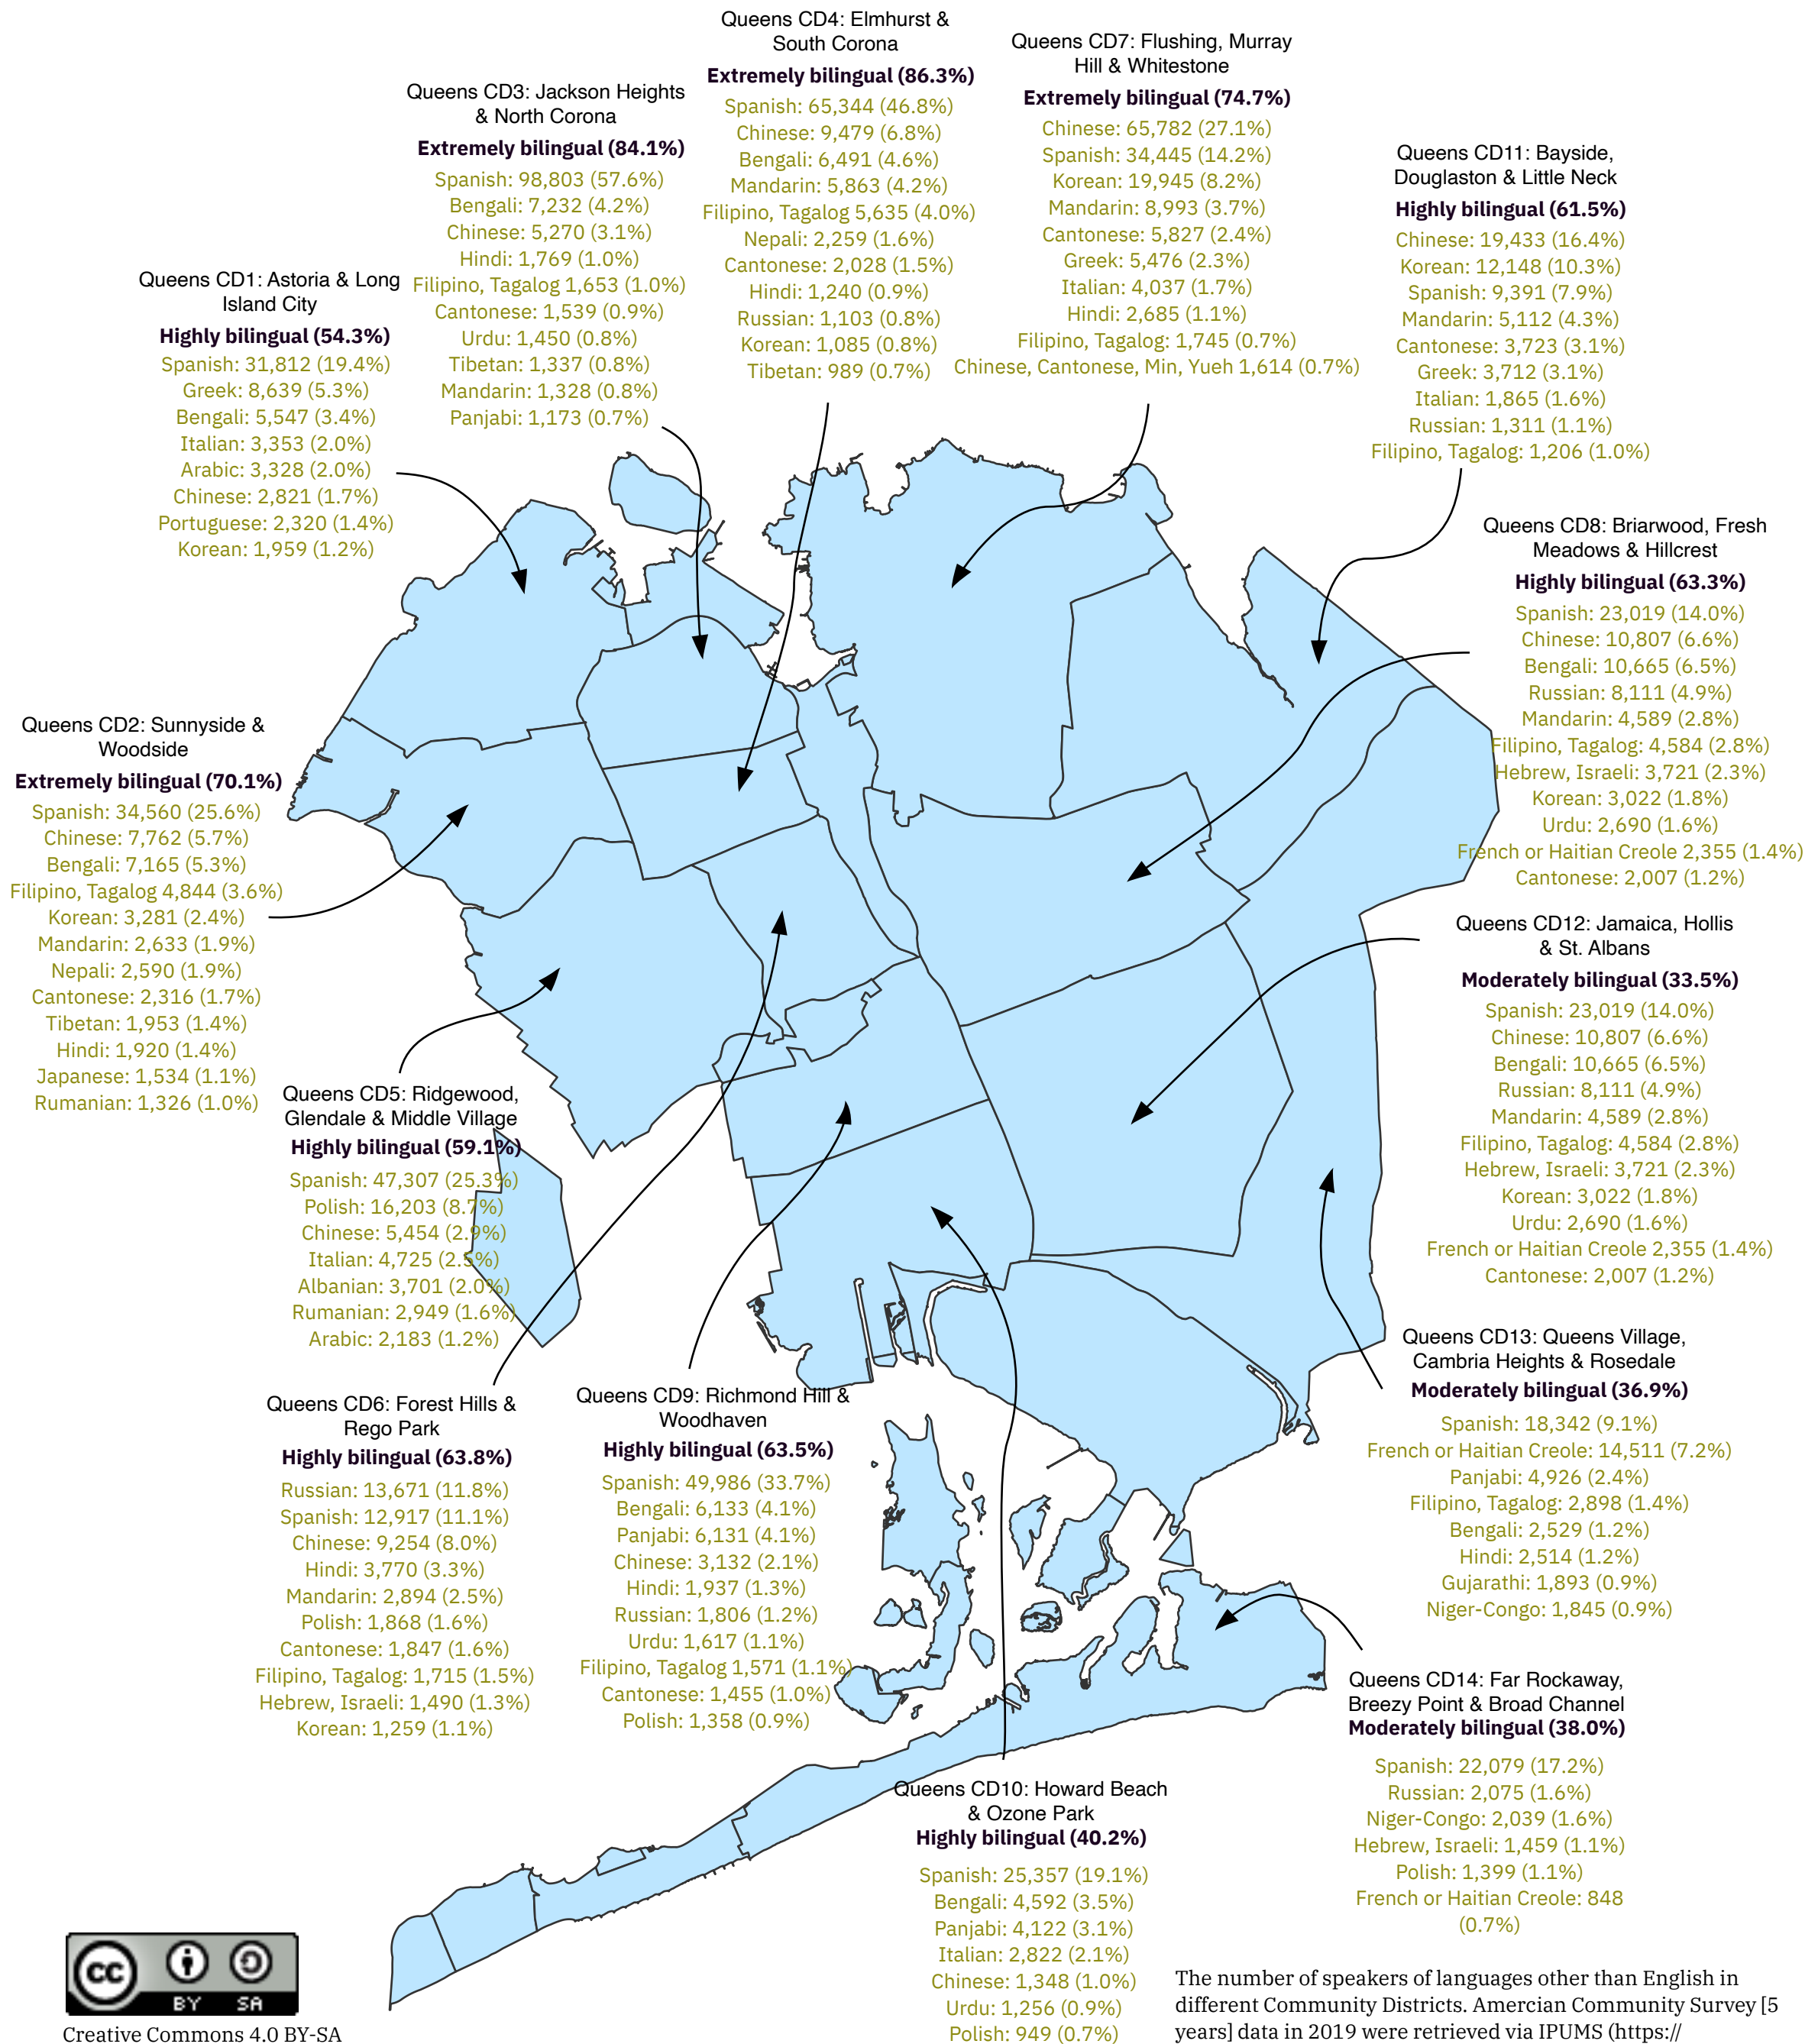 Queens CD4: Elmhurst &
South Corona
Extremely bilingual (86.3%)
Spanish: 65,344 (46.8%)
Chinese: 9,479 (6.8%)
Bengali: 6,491 (4.6%)
Mandarin: 5,863 (4.2%)
Filipino, Tagalog 5,635 (4.0%)
Nepali: 2,259 (1.6%)
Cantonese: 2,028 (1.5%)
Hindi: 1,240 (0.9%)
Russian: 1,103 (0.8%)
Korean: 1,085 (0.8%)
Tibetan: 989 (0.7%)
Queens CD7: Flushing, Murray
Hill & Whitestone
Extremely bilingual (74.7%)
Chinese: 65,782 (27.1%)
Spanish: 34,445 (14.2%)
Korean: 19,945 (8.2%)
Mandarin: 8,993 (3.7%)
Cantonese: 5,827 (2.4%)
Greek: 5,476 (2.3%)
Italian: 4,037 (1.7%)
Hindi: 2,685 (1.1%)
Filipino, Tagalog: 1,745 (0.7%)
Chinese, Cantonese, Min, Yueh 1,614 (0.7%)
Queens CD3: Jackson Heights
& North Corona
Extremely bilingual (84.1%)
Spanish: 98,803 (57.6%)
Bengali: 7,232 (4.2%)
Chinese: 5,270 (3.1%)
Hindi: 1,769 (1.0%)
Filipino, Tagalog 1,653 (1.0%)
Cantonese: 1,539 (0.9%)
Urdu: 1,450 (0.8%)
Tibetan: 1,337 (0.8%)
Mandarin: 1,328 (0.8%)
Panjabi: 1,173 (0.7%)
Queens CD11: Bayside,
Douglaston & Little Neck
Highly bilingual (61.5%)
Chinese: 19,433 (16.4%)
Korean: 12,148 (10.3%)
Spanish: 9,391 (7.9%)
Mandarin: 5,112 (4.3%)
Cantonese: 3,723 (3.1%)
Greek: 3,712 (3.1%)
Italian: 1,865 (1.6%)
Russian: 1,311 (1.1%)
Filipino, Tagalog: 1,206 (1.0%)
Queens CD1: Astoria & Long
Island City
Highly bilingual (54.3%)
Spanish: 31,812 (19.4%)
Greek: 8,639 (5.3%)
Bengali: 5,547 (3.4%)
Italian: 3,353 (2.0%)
Arabic: 3,328 (2.0%)
Chinese: 2,821 (1.7%)
Portuguese: 2,320 (1.4%)
Korean: 1,959 (1.2%)
Queens CD8: Briarwood, Fresh
Meadows & Hillcrest
Highly bilingual (63.3%)
Spanish: 23,019 (14.0%)
Chinese: 10,807 (6.6%)
Bengali: 10,665 (6.5%)
Russian: 8,111 (4.9%)
Mandarin: 4,589 (2.8%)
Filipino, Tagalog: 4,584 (2.8%)
Hebrew, Israeli: 3,721 (2.3%)
Korean: 3,022 (1.8%)
Urdu: 2,690 (1.6%)
French or Haitian Creole 2,355 (1.4%)
Cantonese: 2,007 (1.2%)
Queens CD2: Sunnyside &
Woodside
Extremely bilingual (70.1%)
Spanish: 34,560 (25.6%)
Chinese: 7,762 (5.7%)
Bengali: 7,165 (5.3%)
Filipino, Tagalog 4,844 (3.6%)
Korean: 3,281 (2.4%)
Mandarin: 2,633 (1.9%)
Nepali: 2,590 (1.9%)
Cantonese: 2,316 (1.7%)
Tibetan: 1,953 (1.4%)
Hindi: 1,920 (1.4%)
Japanese: 1,534 (1.1%)
Rumanian: 1,326 (1.0%)
Queens CD12: Jamaica, Hollis
& St. Albans
Moderately bilingual (33.5%)
Spanish: 23,019 (14.0%)
Chinese: 10,807 (6.6%)
Bengali: 10,665 (6.5%)
Russian: 8,111 (4.9%)
Mandarin: 4,589 (2.8%)
Filipino, Tagalog: 4,584 (2.8%)
Hebrew, Israeli: 3,721 (2.3%)
Korean: 3,022 (1.8%)
Urdu: 2,690 (1.6%)
French or Haitian Creole 2,355 (1.4%)
Cantonese: 2,007 (1.2%)
Queens CD5: Ridgewood,
Glendale & Middle Village
Highly bilingual (59.1%)
Spanish: 47,307 (25.3%)
Polish: 16,203 (8.7%)
Chinese: 5,454 (2.9%)
Italian: 4,725 (2.5%)
Albanian: 3,701 (2.0%)
Rumanian: 2,949 (1.6%)
Arabic: 2,183 (1.2%)
Queens CD13: Queens Village,
Cambria Heights & Rosedale
Moderately bilingual (36.9%)
Spanish: 18,342 (9.1%)
French or Haitian Creole: 14,511 (7.2%)
Panjabi: 4,926 (2.4%)
Filipino, Tagalog: 2,898 (1.4%)
Bengali: 2,529 (1.2%)
Hindi: 2,514 (1.2%)
Gujarathi: 1,893 (0.9%)
Niger-Congo: 1,845 (0.9%)
Queens CD6: Forest Hills &
Rego Park
Highly bilingual (63.8%)
Russian: 13,671 (11.8%)
Spanish: 12,917 (11.1%)
Chinese: 9,254 (8.0%)
Hindi: 3,770 (3.3%)
Mandarin: 2,894 (2.5%)
Polish: 1,868 (1.6%)
Cantonese: 1,847 (1.6%)
Filipino, Tagalog: 1,715 (1.5%)
Hebrew, Israeli: 1,490 (1.3%)
Korean: 1,259 (1.1%)
Queens CD9: Richmond Hill &
Woodhaven
Highly bilingual (63.5%)
Spanish: 49,986 (33.7%)
Bengali: 6,133 (4.1%)
Panjabi: 6,131 (4.1%)
Chinese: 3,132 (2.1%)
Hindi: 1,937 (1.3%)
Russian: 1,806 (1.2%)
Urdu: 1,617 (1.1%)
Filipino, Tagalog 1,571 (1.1%)
Cantonese: 1,455 (1.0%)
Polish: 1,358 (0.9%)
Queens CD14: Far Rockaway,
Breezy Point & Broad Channel
Moderately bilingual (38.0%)
Spanish: 22,079 (17.2%)
Russian: 2,075 (1.6%)
Niger-Congo: 2,039 (1.6%)
Hebrew, Israeli: 1,459 (1.1%)
Polish: 1,399 (1.1%)
French or Haitian Creole: 848
(0.7%)
Queens CD10: Howard Beach
& Ozone Park
Highly bilingual (40.2%)
Spanish: 25,357 (19.1%)
Bengali: 4,592 (3.5%)
Panjabi: 4,122 (3.1%)
Italian: 2,822 (2.1%)
Chinese: 1,348 (1.0%)
Urdu: 1,256 (0.9%)
Polish: 949 (0.7%)
cc
BY SA
Creative Commons 4.0 BY-SA
The number of speakers of languages other than English in
different Community Districts. Amercian Community Survey [5
years] data in 2019 were retrieved via IPUMS (https://